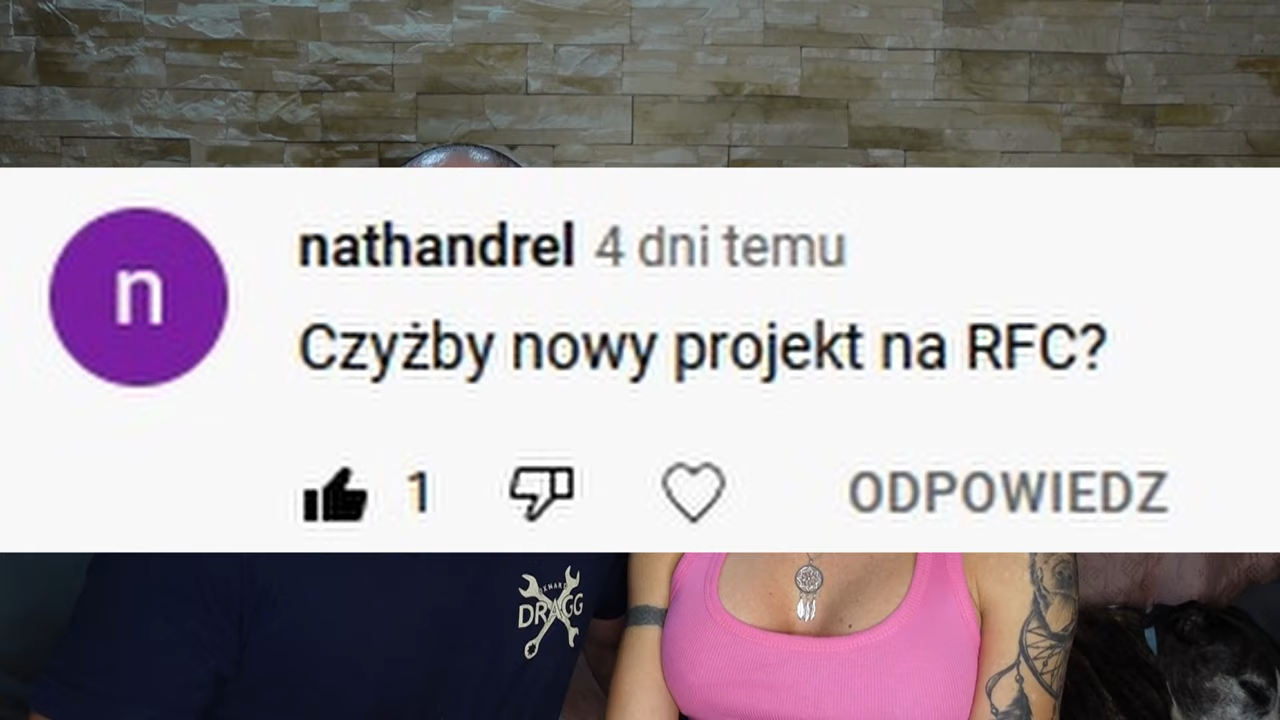 n
nathandrel 4 dni temu
Czyżby nowy projekt na RFC?
1
ODPOWIEDZ
DRAGG